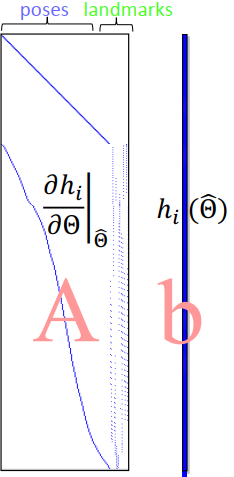 poses landmarks
∂h_i/∂Θ|_Θ̂ h_i(Θ̂)
A b